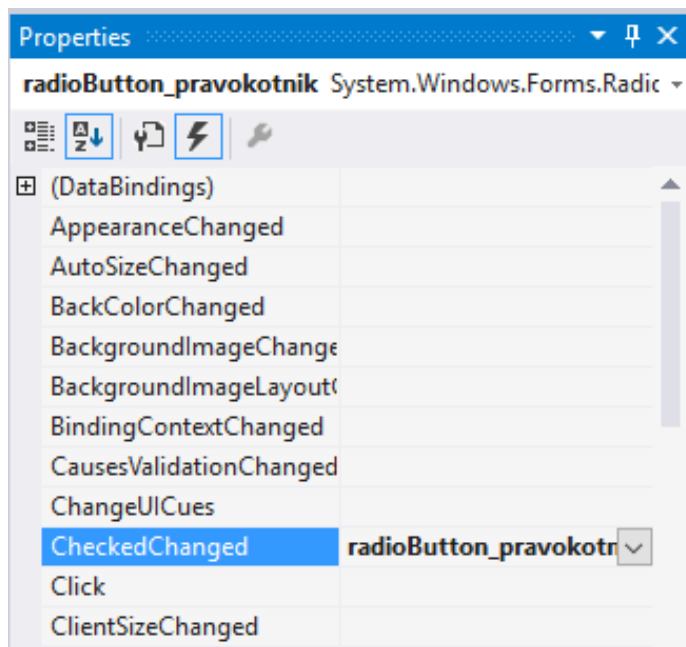 Properties
radioButton_pravokotnik System.Windows.Forms.Radic
(DataBindings)
AppearanceChanged
AutoSizeChanged
BackColorChanged
BackgroundImageChange
BackgroundImageLayout
BindingContextChanged
CausesValidationChanged
ChangeUICues
CheckedChanged radioButton_pravokotn
Click
ClientSizeChanged